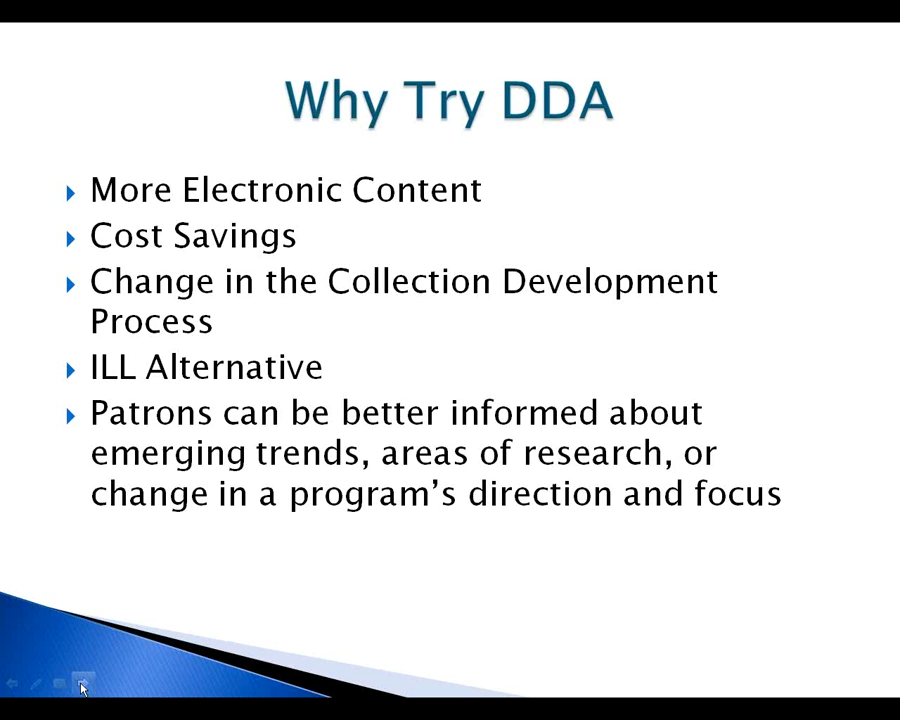 Why Try DDA
More Electronic Content
Cost Savings
Change in the Collection Development
Process
ILL Alternative
Patrons can be better informed about
emerging trends, areas of research, or
change in a program's direction and focus